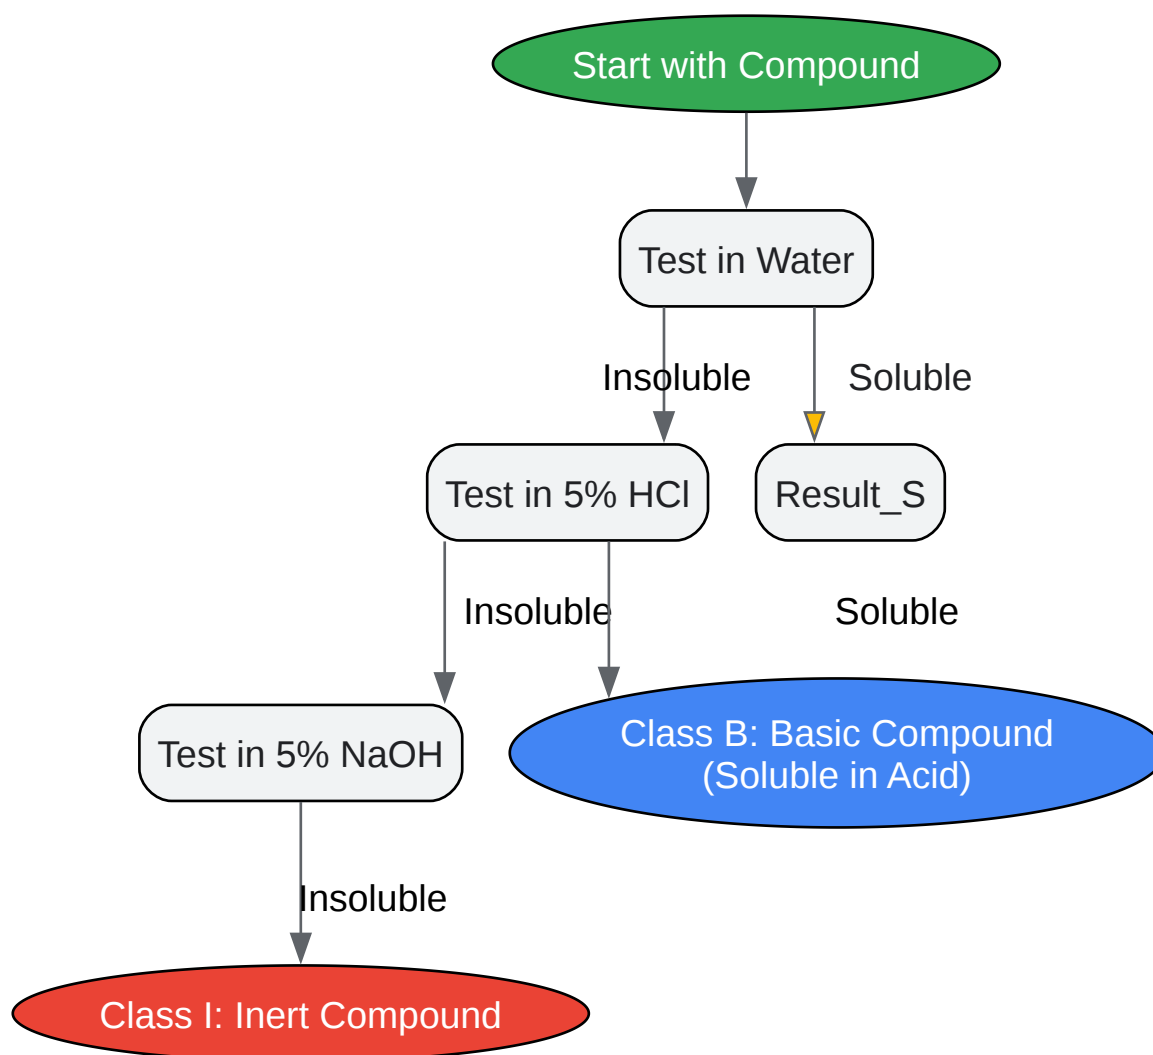 Start with Compound
Test in Water
Insoluble
Soluble
Test in 5% HCl
Result_S
Insoluble
Soluble
Test in 5% NaOH
Class B: Basic Compound
(Soluble in Acid)
Insoluble
Class I: Inert Compound